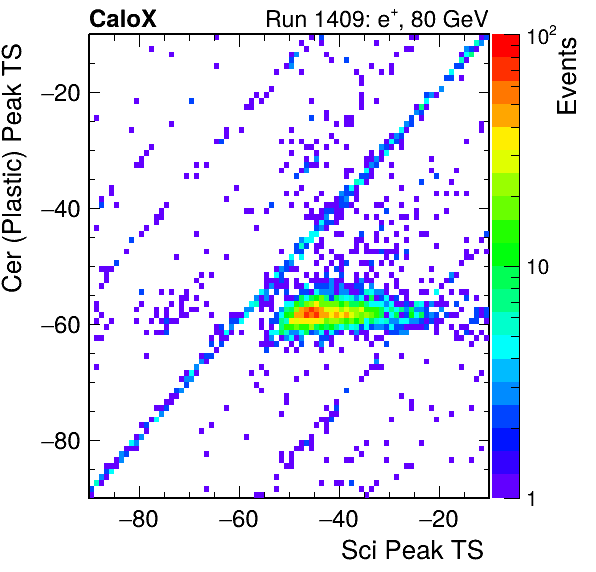 CaloX Run 1409: e⁺, 80 GeV
Cer (Plastic) Peak TS
−20
−40
−60
−80
−80 −60 −40 −20
Sci Peak TS
10²
10
1
Events